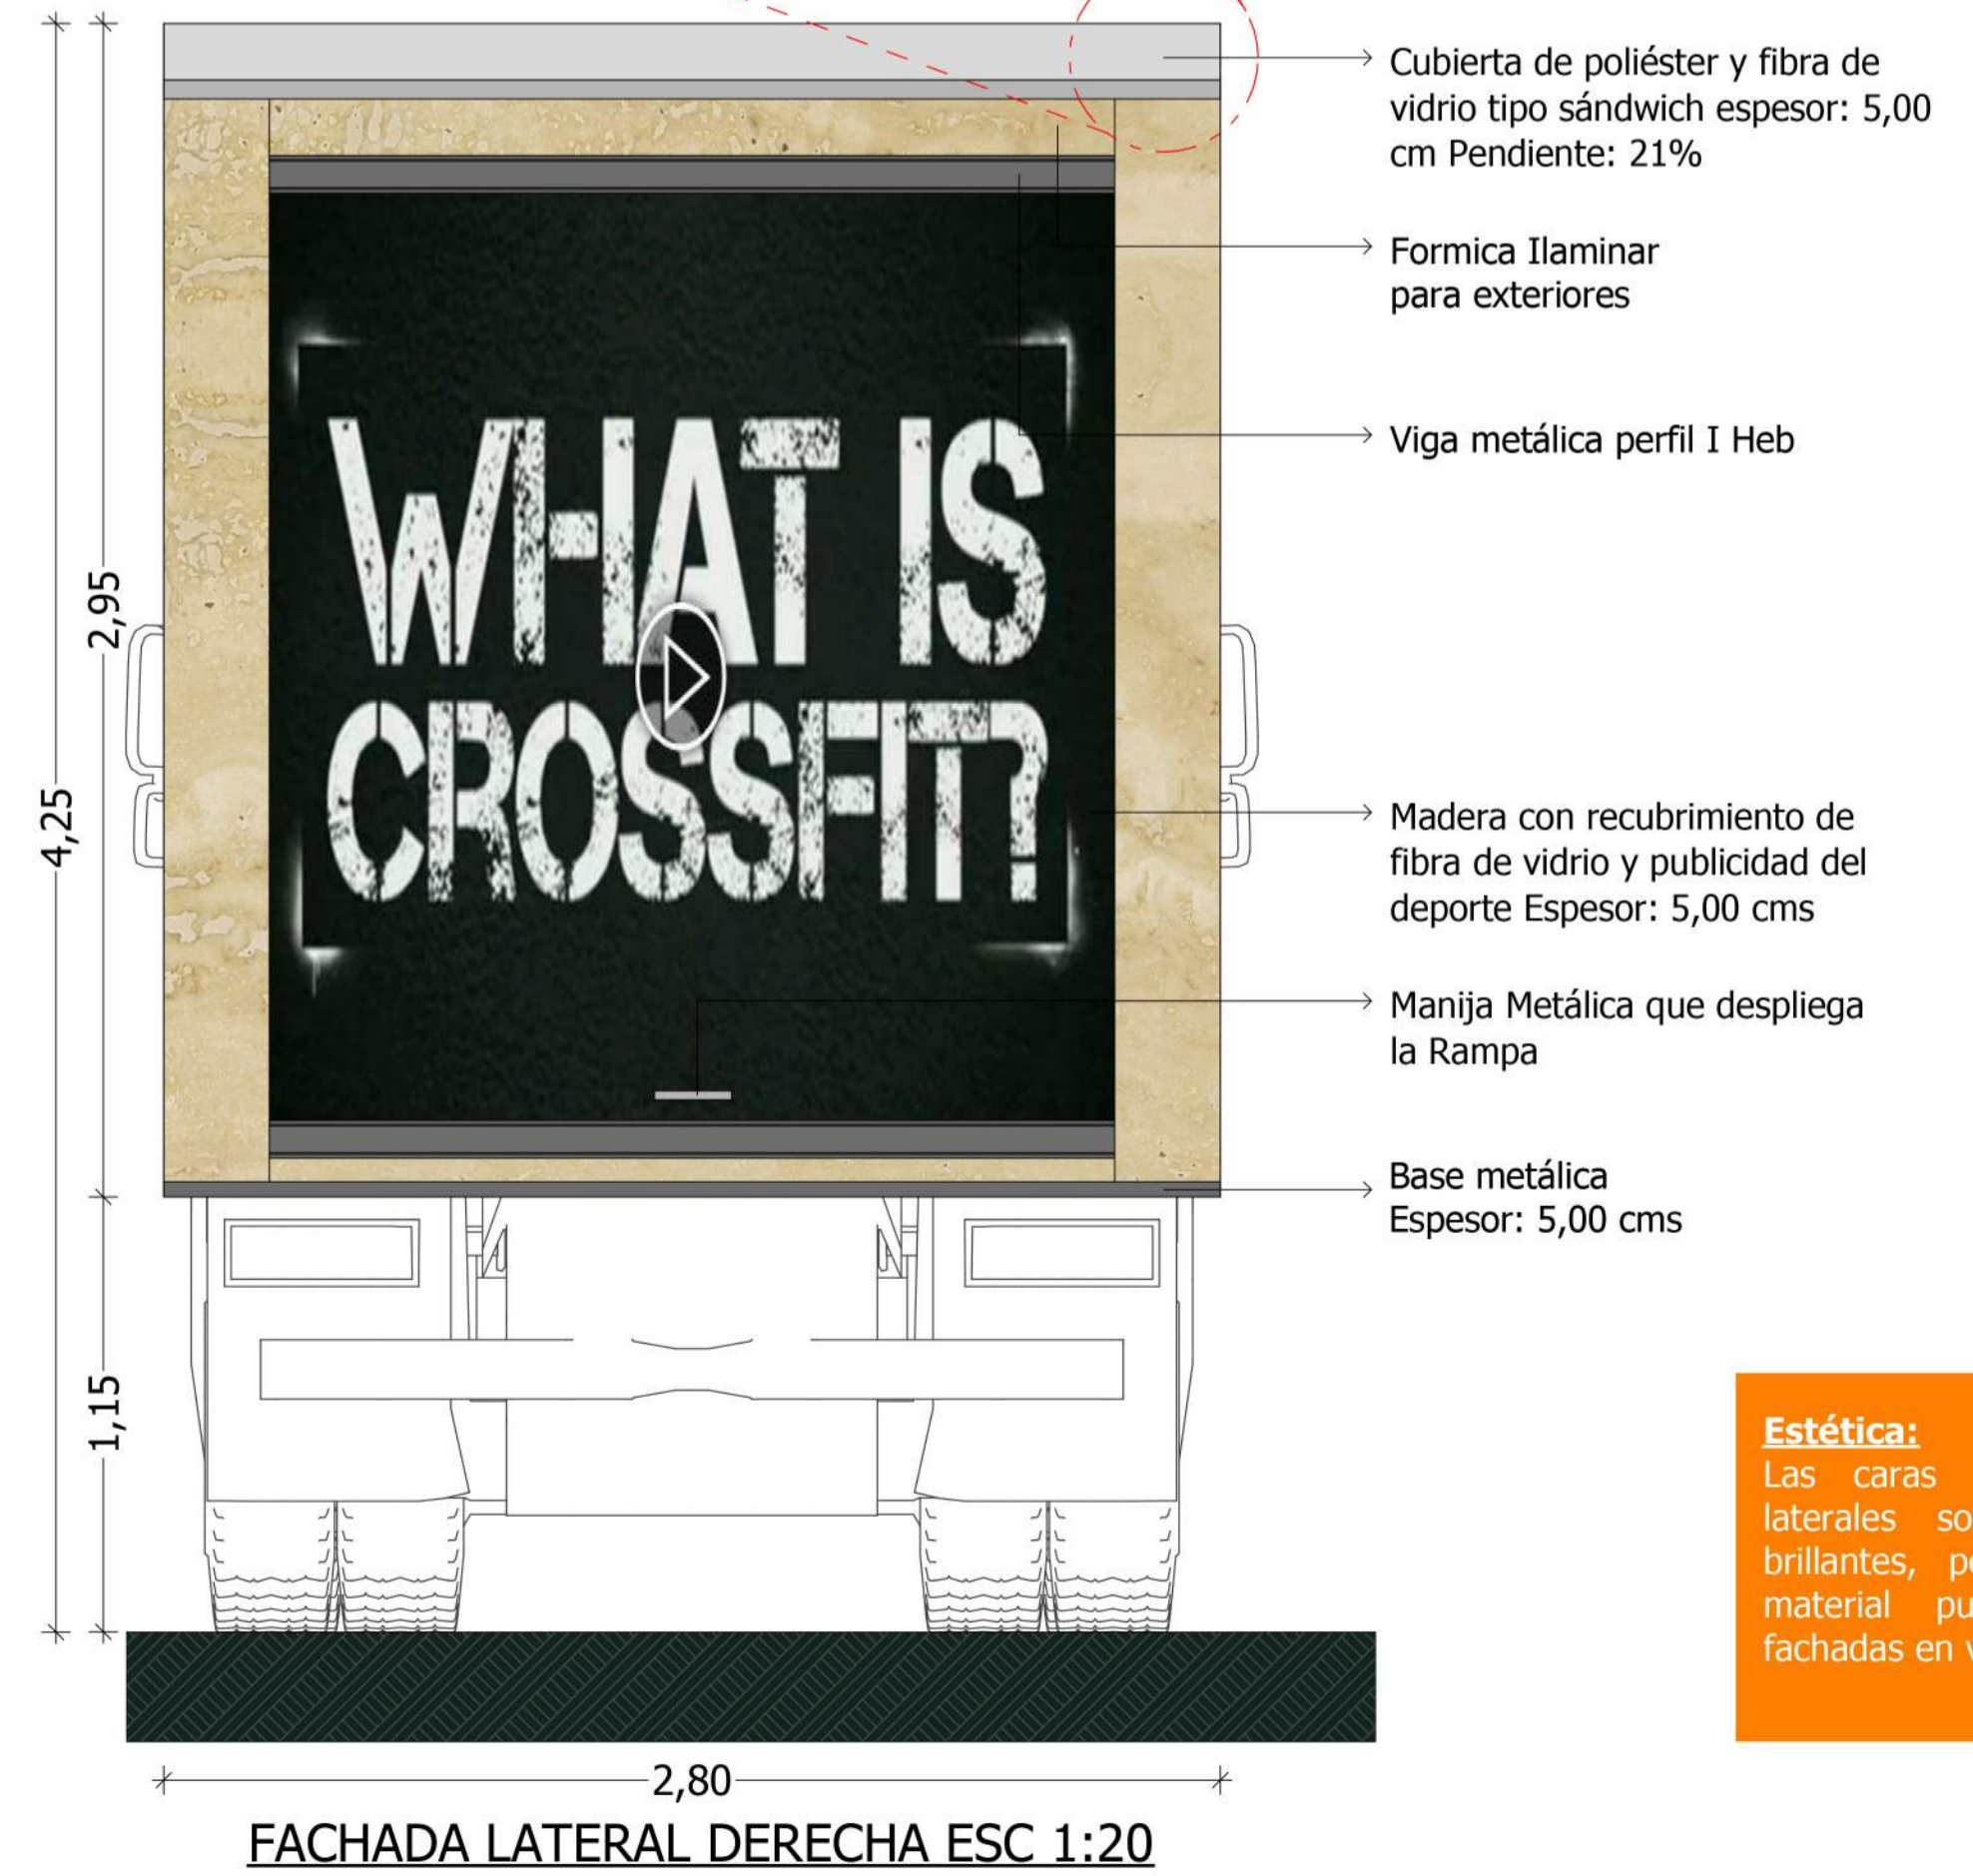 Cubierta de poliéster y fibra de
vidrio tipo sándwich espesor: 5,00
cm Pendiente: 21%
Formica Ilaminar
para exteriores
Viga metálica perfil I Heb
WHAT IS
CROSSFIT?
2,95
4,25
Madera con recubrimiento de
fibra de vidrio y publicidad del
deporte Espesor: 5,00 cms
Manija Metálica que despliega
la Rampa
Base metálica
Espesor: 5,00 cms
1,15
Estética:
Las caras
laterales
brillantes,
material
fachadas en
2,80
FACHADA LATERAL DERECHA ESC 1:20